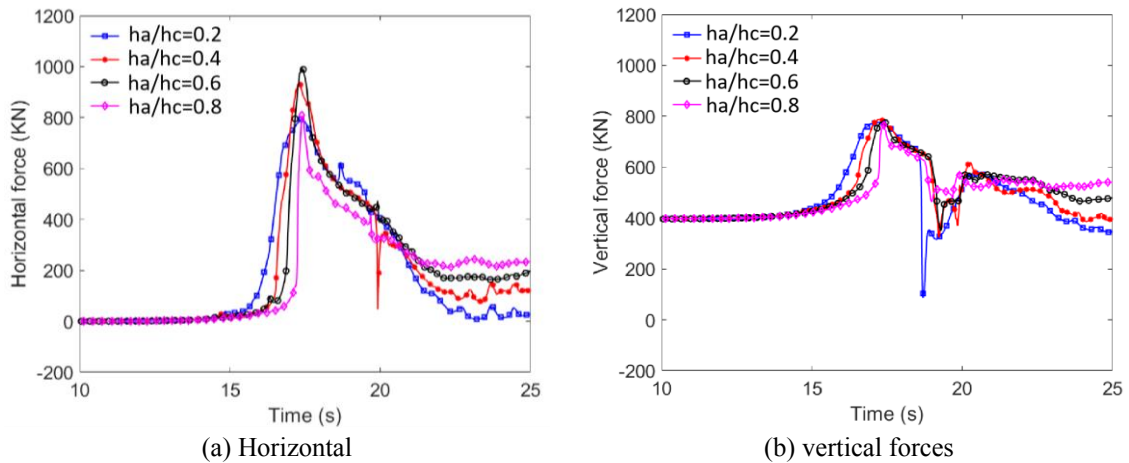 1200
1000
800
600
400
200
0
-200
Horizontal force (KN)
ha/hc=0.2
ha/hc=0.4
ha/hc=0.6
ha/hc=0.8
10
15
20
25
Time (s)
(a) Horizontal
1200
1000
800
600
400
200
0
-200
Vertical force (KN)
ha/hc=0.2
ha/hc=0.4
ha/hc=0.6
ha/hc=0.8
10
15
20
25
Time (s)
(b) vertical forces